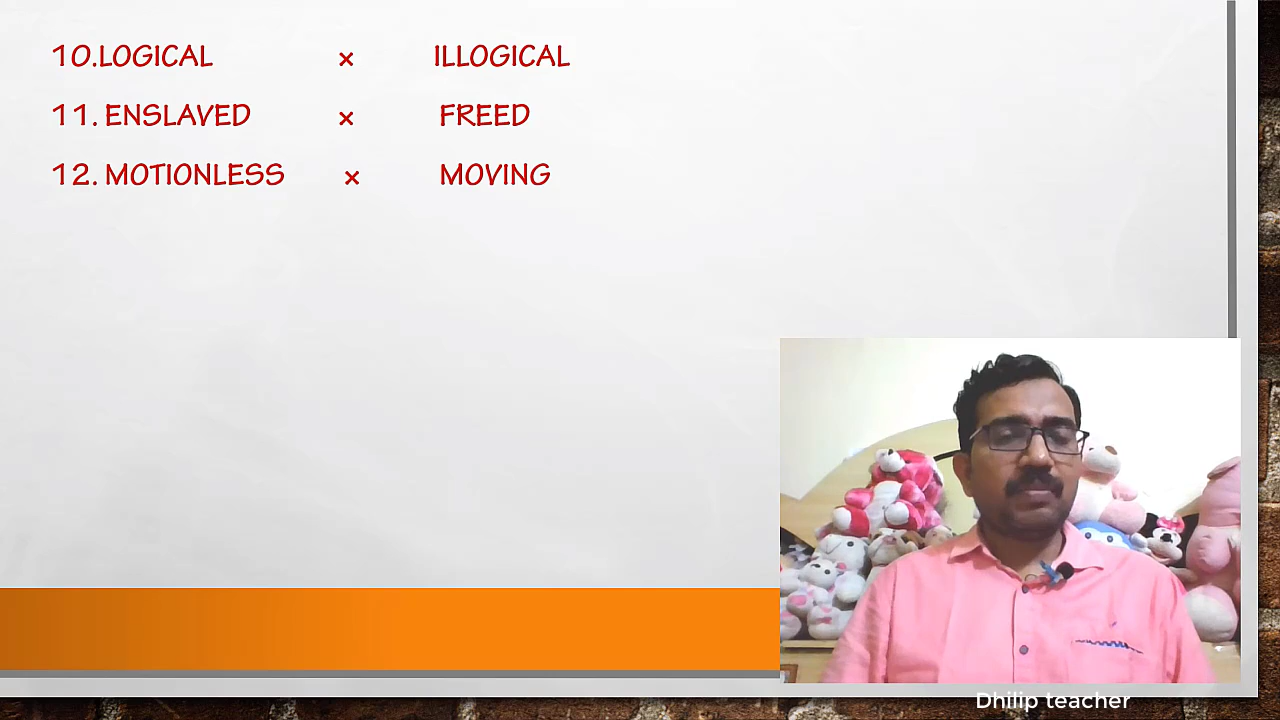 10.LOGICAL × ILLOGICAL
11. ENSLAVED × FREED
12. MOTIONLESS × MOVING
Dhilip teacher